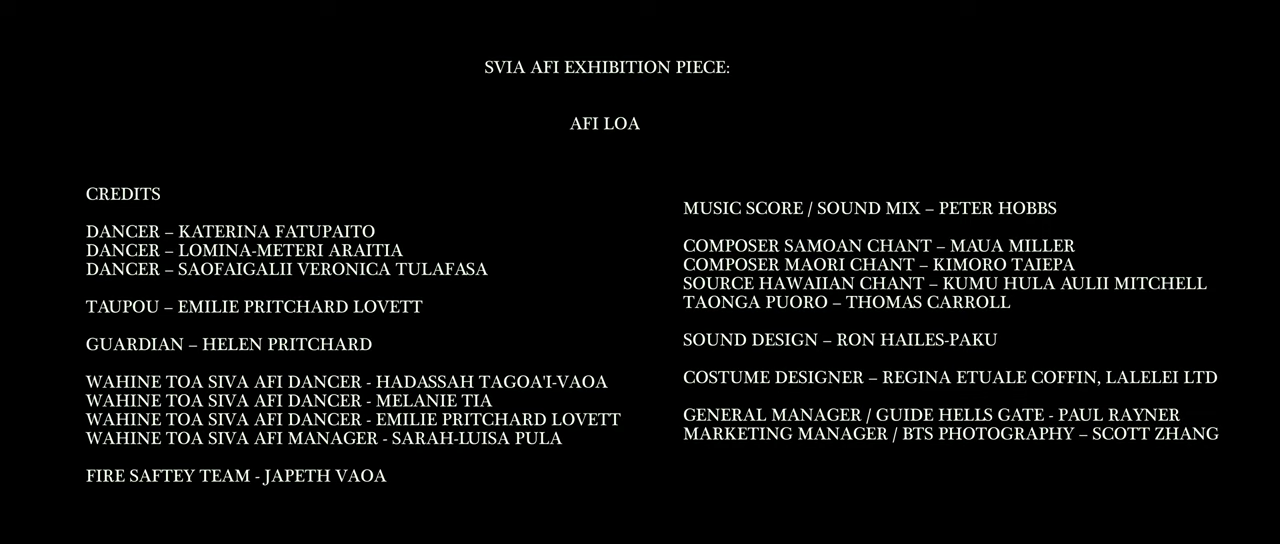 SVIA AFI EXHIBITION PIECE:
AFI LOA
CREDITS
DANCER – KATERINA FATUPAITO
DANCER – LOMINA-METERI ARAITIA
DANCER – SAOFAIGALII VERONICA TULAFASA
TAUPOU – EMILIE PRITCHARD LOVETT
GUARDIAN – HELEN PRITCHARD
WAHINE TOA SIVA AFI DANCER - HADASSAH TAGOA'I-VAOA
WAHINE TOA SIVA AFI DANCER - MELANIE TIA
WAHINE TOA SIVA AFI DANCER - EMILIE PRITCHARD LOVETT
WAHINE TOA SIVA AFI MANAGER - SARAH-LUISA PULA
FIRE SAFTEY TEAM - JAPETH VAOA
MUSIC SCORE / SOUND MIX – PETER HOBBS
COMPOSER SAMOAN CHANT – MAUA MILLER
COMPOSER MAORI CHANT – KIMORO TAIEPA
SOURCE HAWAIIAN CHANT – KUMU HULA AULII MITCHELL
TAONGA PUORO – THOMAS CARROLL
SOUND DESIGN – RON HAILES-PAKU
COSTUME DESIGNER – REGINA ETUALE COFFIN, LALELEI LTD
GENERAL MANAGER / GUIDE HELLS GATE - PAUL RAYNER
MARKETING MANAGER / BTS PHOTOGRAPHY – SCOTT ZHANG